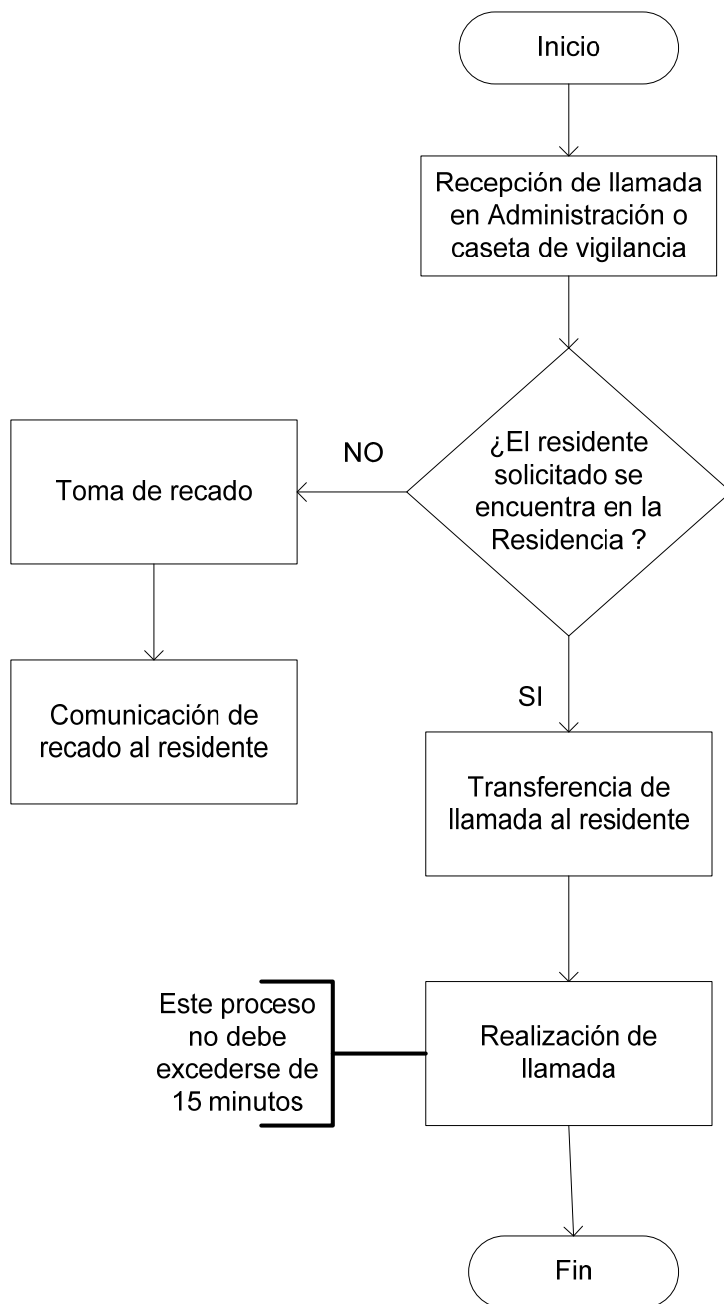 Inicio
Recepción de llamada
en Administración o
caseta de vigilancia
¿El residente
solicitado se
encuentra en la
Residencia ?
NO
Toma de recado
Comunicación de
recado al residente
SI
Transferencia de
llamada al residente
Realización de
llamada
Este proceso
no debe
excederse de
15 minutos
Fin